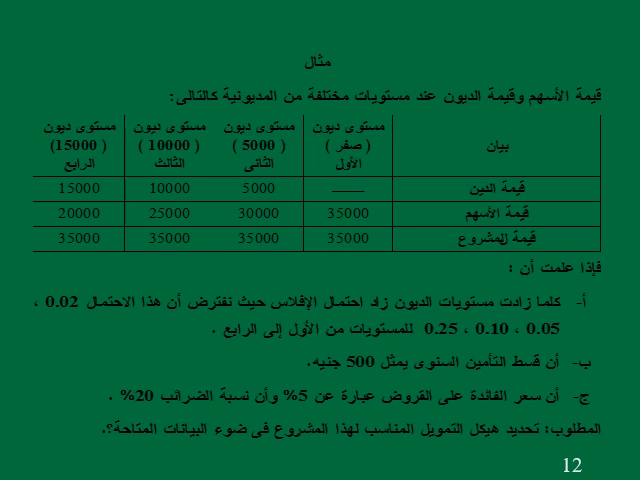 مثال
قيمة الأسهم وقيمة الديون عند مستويات مختلفة من المديونية كالتالى:
بيان مستوى ديون ( صفر ) الأول مستوى ديون ( 5000 ) الثانى مستوى ديون ( 10000 ) الثالث مستوى ديون (15000 ) الرابع
قيمة الدين —— 5000 10000 15000
قيمة الأسهم 35000 30000 25000 20000
قيمة المشروع 35000 35000 35000 35000
فإذا علمت أن :
أ- كلما زادت مستويات الديون زاد احتمال الإفلاس حيث نفترض أن هذا الاحتمال 0.02 ،
0.05 ، 0.10 ، 0.25 للمستويات من الأول إلى الرابع .
ب- أن قسط التأمين السنوى يمثل 500 جنيه.
ج- أن سعر الفائدة على القروض عبارة عن 5% وأن نسبة الضرائب 20% .
المطلوب: تحديد هيكل التمويل المناسب لهذا المشروع فى ضوء البيانات المتاحة؟.
12